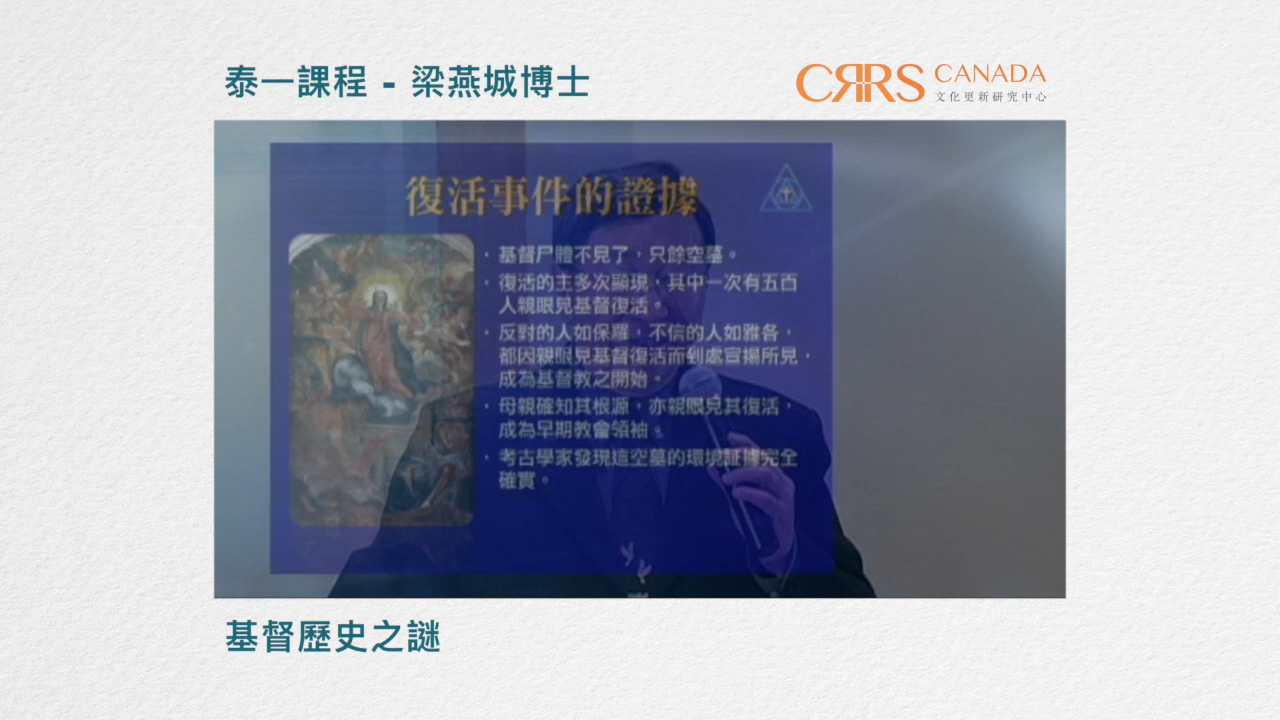 泰一課程 - 梁燕城博士
CRRS CANADA
文化更新研究中心
復活事件的證據
· 基督尸體不見了，只餘空墓。
· 復活的主多次顯現，其中一次有五百
人親眼見基督復活。
· 反對的人如保羅，不信的人如雅各，
都因親眼見基督復活而到處宣揚所見，
成為基督教之開始。
· 母親確知其根源，亦親眼見其復活，
成為早期教會領袖。
· 考古學家發現這空墓的環境証據完全
確實。
基督歷史之謎